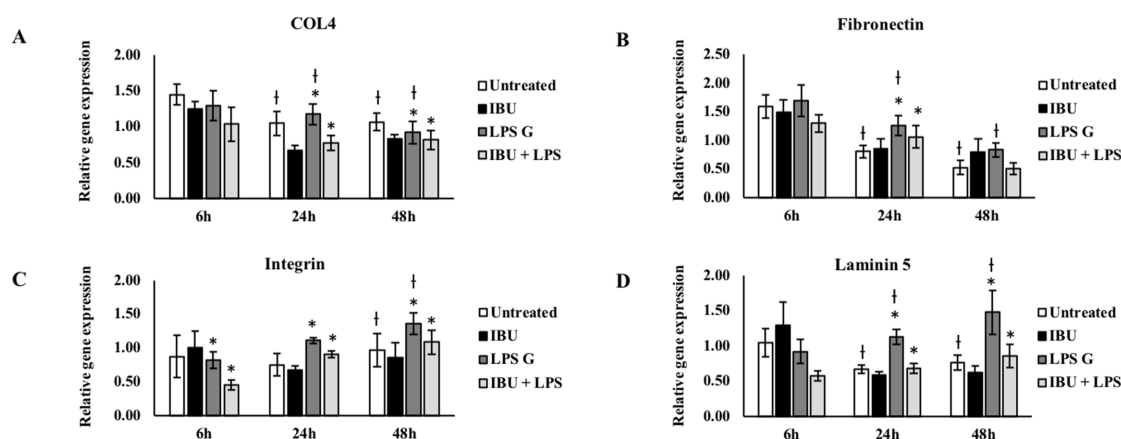 A
COL4
Relative gene expression
2.00
1.50
1.00
0.50
0.00
6h
24h
48h
ƚ
ƚ
*
*
ƚ
ƚ
*
*
Untreated
IBU
LPS G
IBU + LPS
B
Fibronectin
Relative gene expression
2.50
2.00
1.50
1.00
0.50
0.00
6h
24h
48h
ƚ
ƚ
*
*
ƚ
ƚ
Untreated
IBU
LPS G
IBU + LPS
C
Integrin
Relative gene expression
2.00
1.50
1.00
0.50
0.00
6h
24h
48h
*
*
*
*
ƚ
ƚ
*
*
Untreated
IBU
LPS G
IBU + LPS
D
Laminin 5
Relative gene expression
2.00
1.50
1.00
0.50
0.00
6h
24h
48h
ƚ
ƚ
*
*
ƚ
ƚ
*
*
Untreated
IBU
LPS G
IBU + LPS